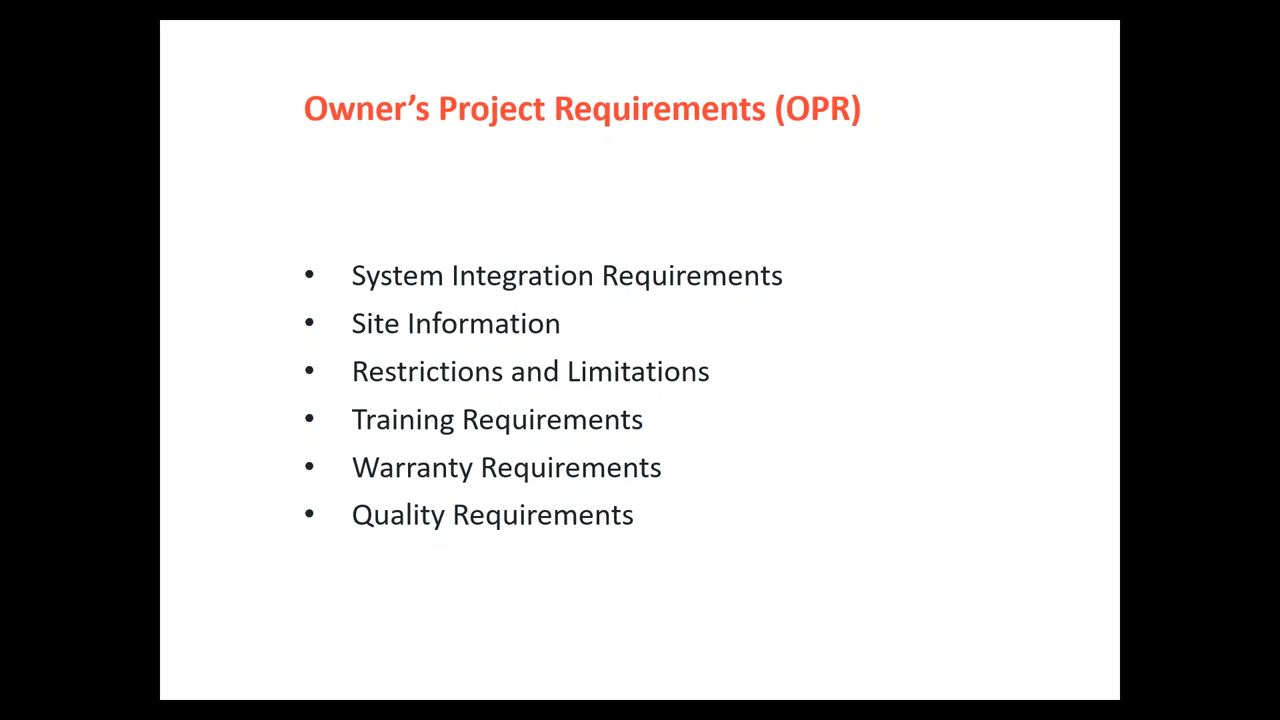 Owner’s Project Requirements (OPR)
• System Integration Requirements
• Site Information
• Restrictions and Limitations
• Training Requirements
• Warranty Requirements
• Quality Requirements